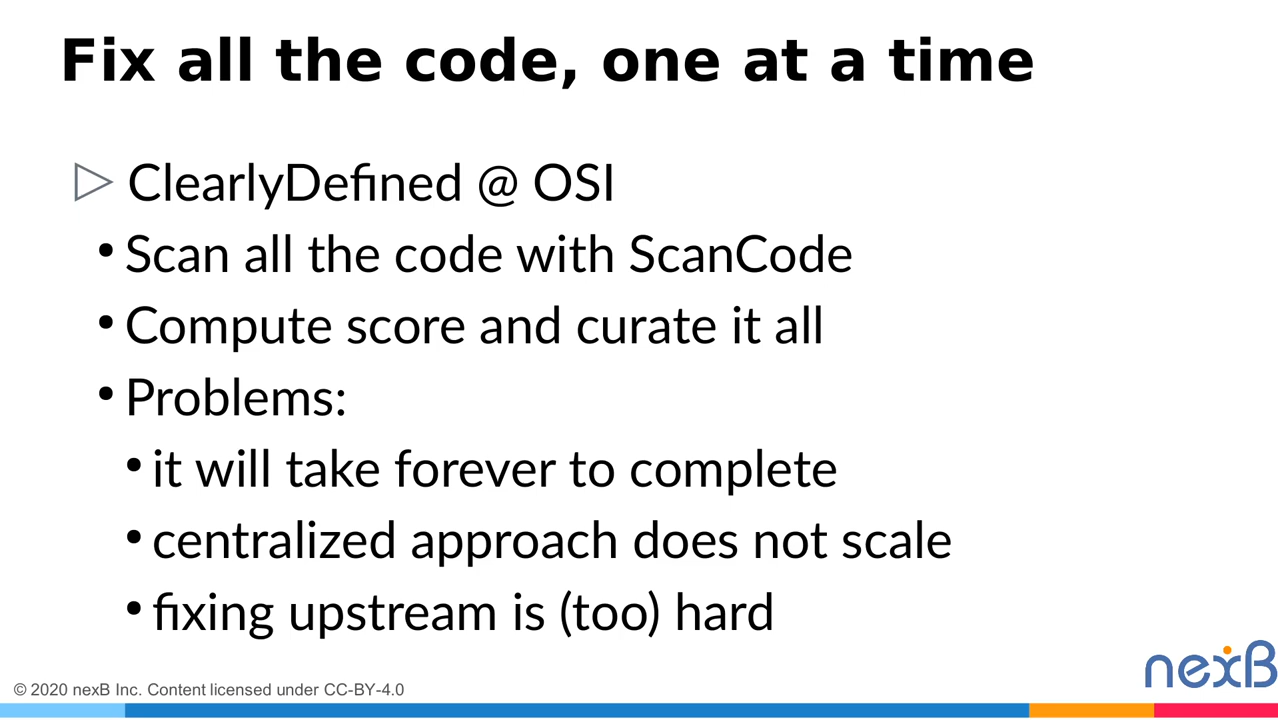 Fix all the code, one at a time
▷ ClearlyDefined @ OSI
• Scan all the code with ScanCode
• Compute score and curate it all
• Problems:
• it will take forever to complete
• centralized approach does not scale
• fixing upstream is (too) hard
nexB
© 2020 nexB Inc. Content licensed under CC-BY-4.0